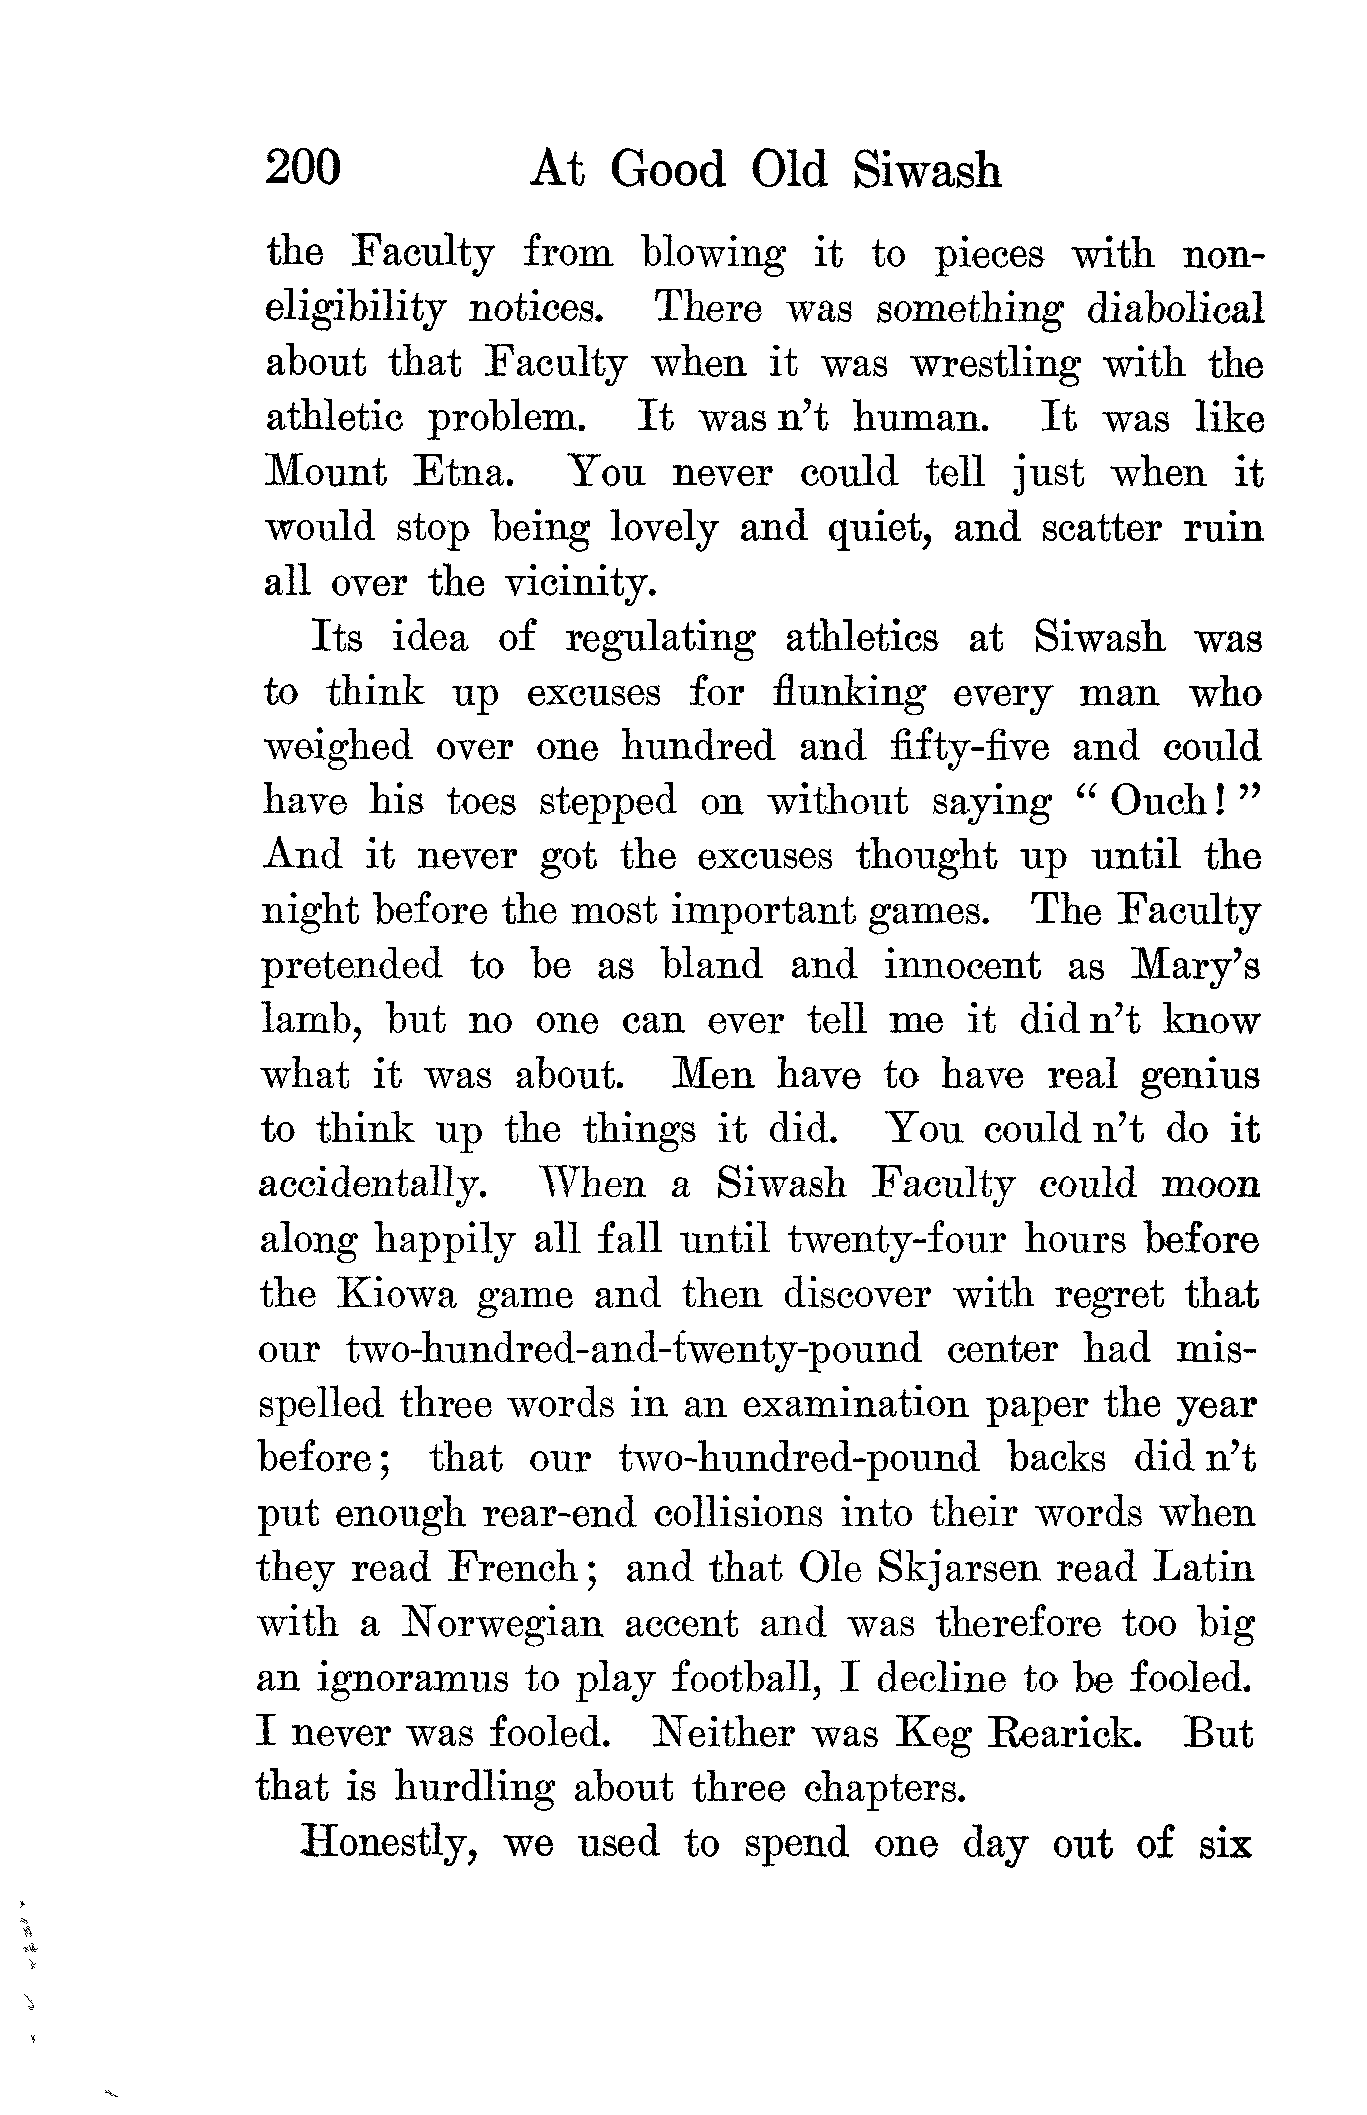 200 At Good Old Siwash
the Faculty from blowing it to pieces with non-
eligibility notices. There was something diabolical
about that Faculty when it was wrestling with the
athletic problem. It was n't human. It was like
Mount Etna. You never could tell just when it
would stop being lovely and quiet, and scatter ruin
all over the vicinity.
Its idea of regulating athletics at Siwash was
to think up excuses for flunking every man who
weighed over one hundred and fifty-five and could
have his toes stepped on without saying “ Ouch! ”
And it never got the excuses thought up until the
night before the most important games. The Faculty
pretended to be as bland and innocent as Mary's
lamb, but no one can ever tell me it did n't know
what it was about. Men have to have real genius
to think up the things it did. You could n't do it
accidentally. When a Siwash Faculty could moon
along happily all fall until twenty-four hours before
the Kiowa game and then discover with regret that
our two-hundred-and-twenty-pound center had mis-
spelled three words in an examination paper the year
before; that our two-hundred-pound backs did n't
put enough rear-end collisions into their words when
they read French; and that Ole Skjarsen read Latin
with a Norwegian accent and was therefore too big
an ignoramus to play football, I decline to be fooled.
I never was fooled. Neither was Keg Rearick. But
that is hurdling about three chapters.
Honestly, we used to spend one day out of six